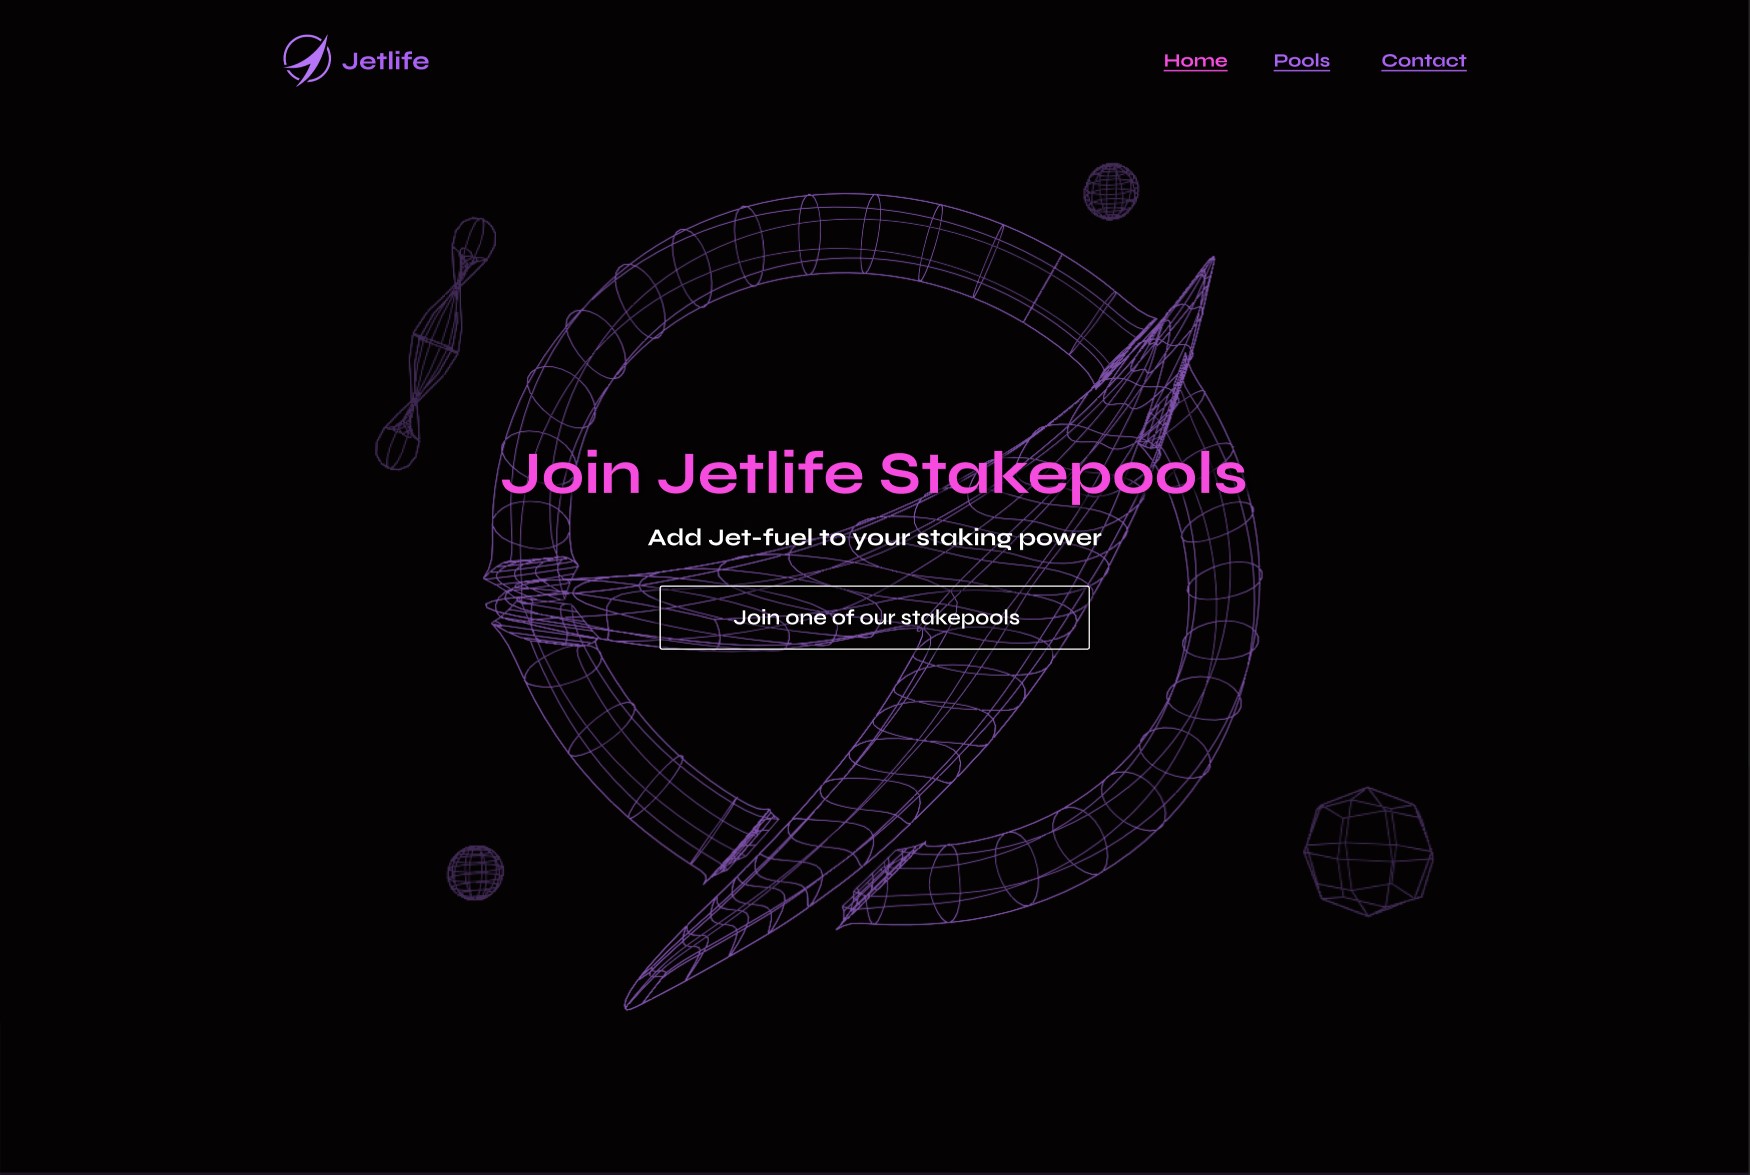 Jetlife
Home Pools Contact
Join Jetlife Stakepools
Add Jet-fuel to your staking power
Join one of our stakepools